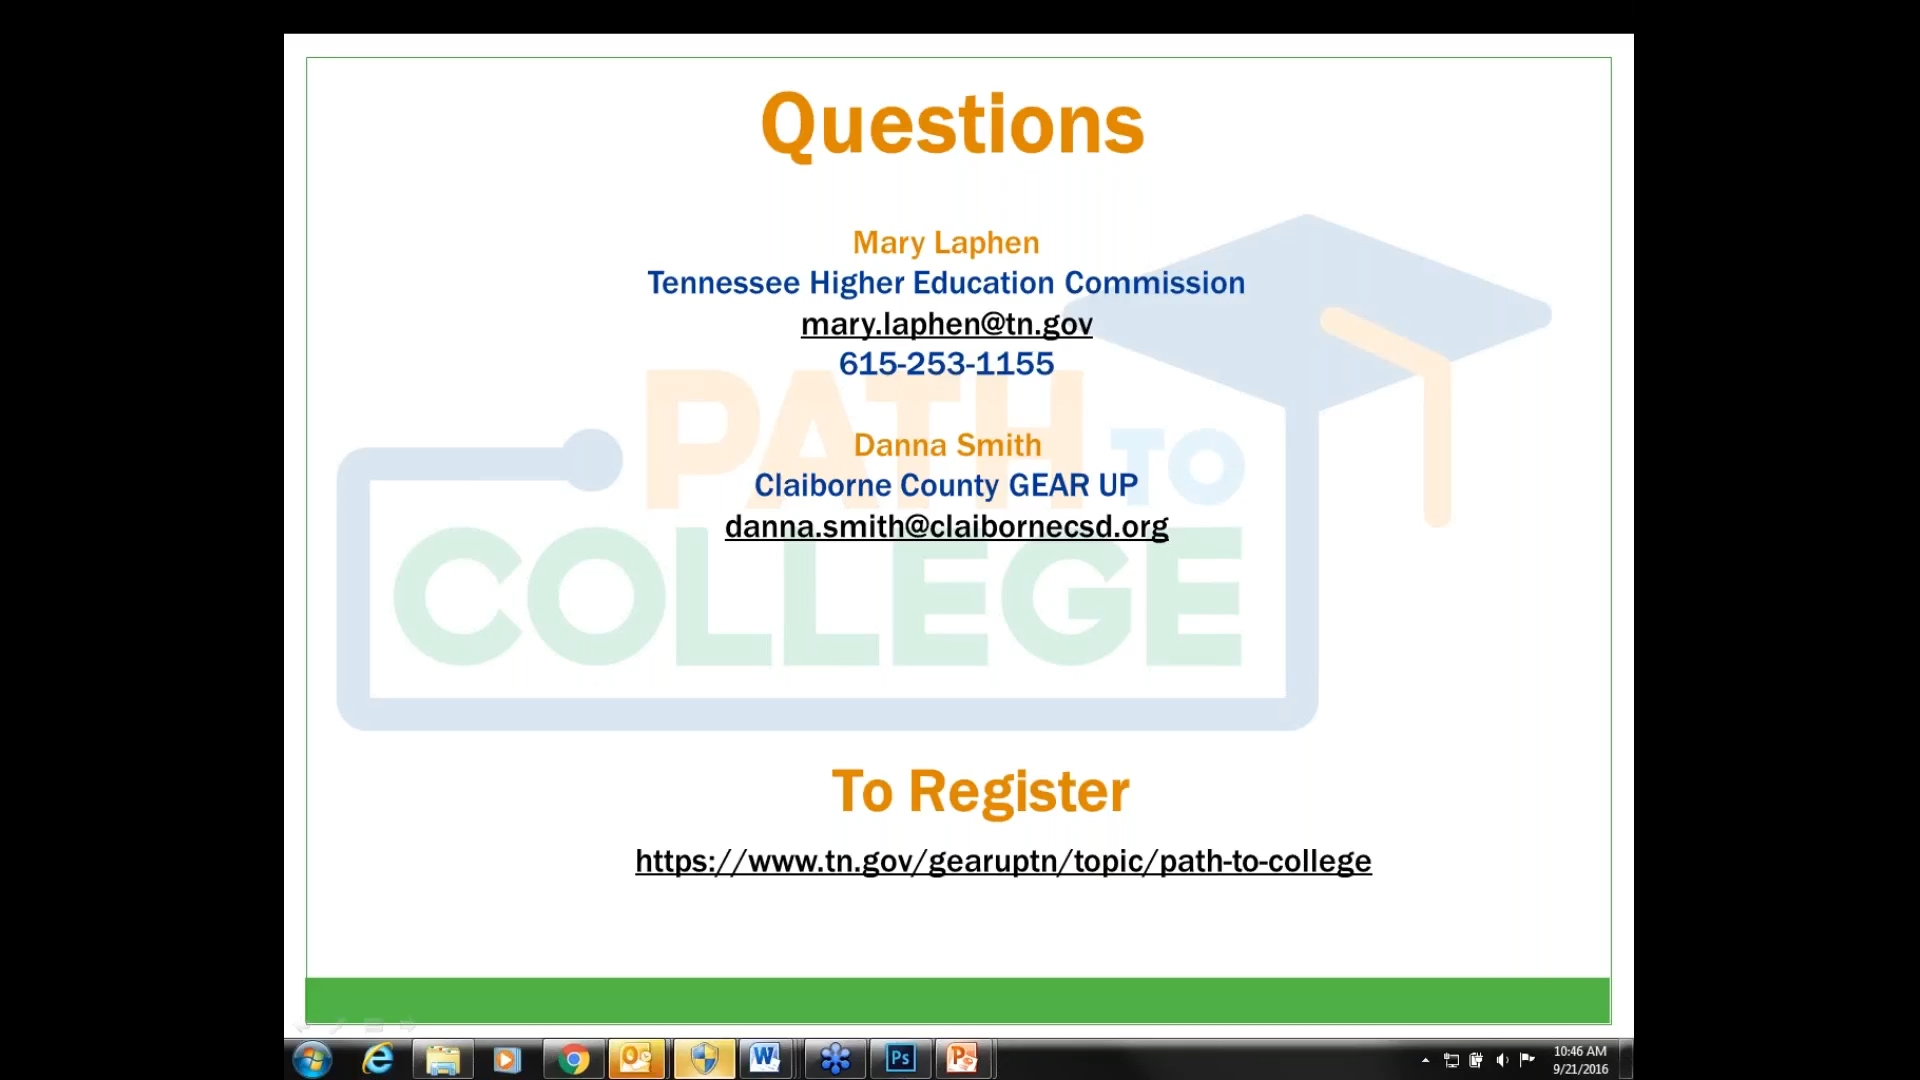 Questions
Mary Laphen
Tennessee Higher Education Commission
mary.laphen@tn.gov
615-253-1155
PATH TO
COLLEGE
Danna Smith
Claiborne County GEAR UP
danna.smith@claibornecsd.org
To Register
https://www.tn.gov/gearuptn/topic/path-to-college
Ps
10:46 AM
9/21/2016